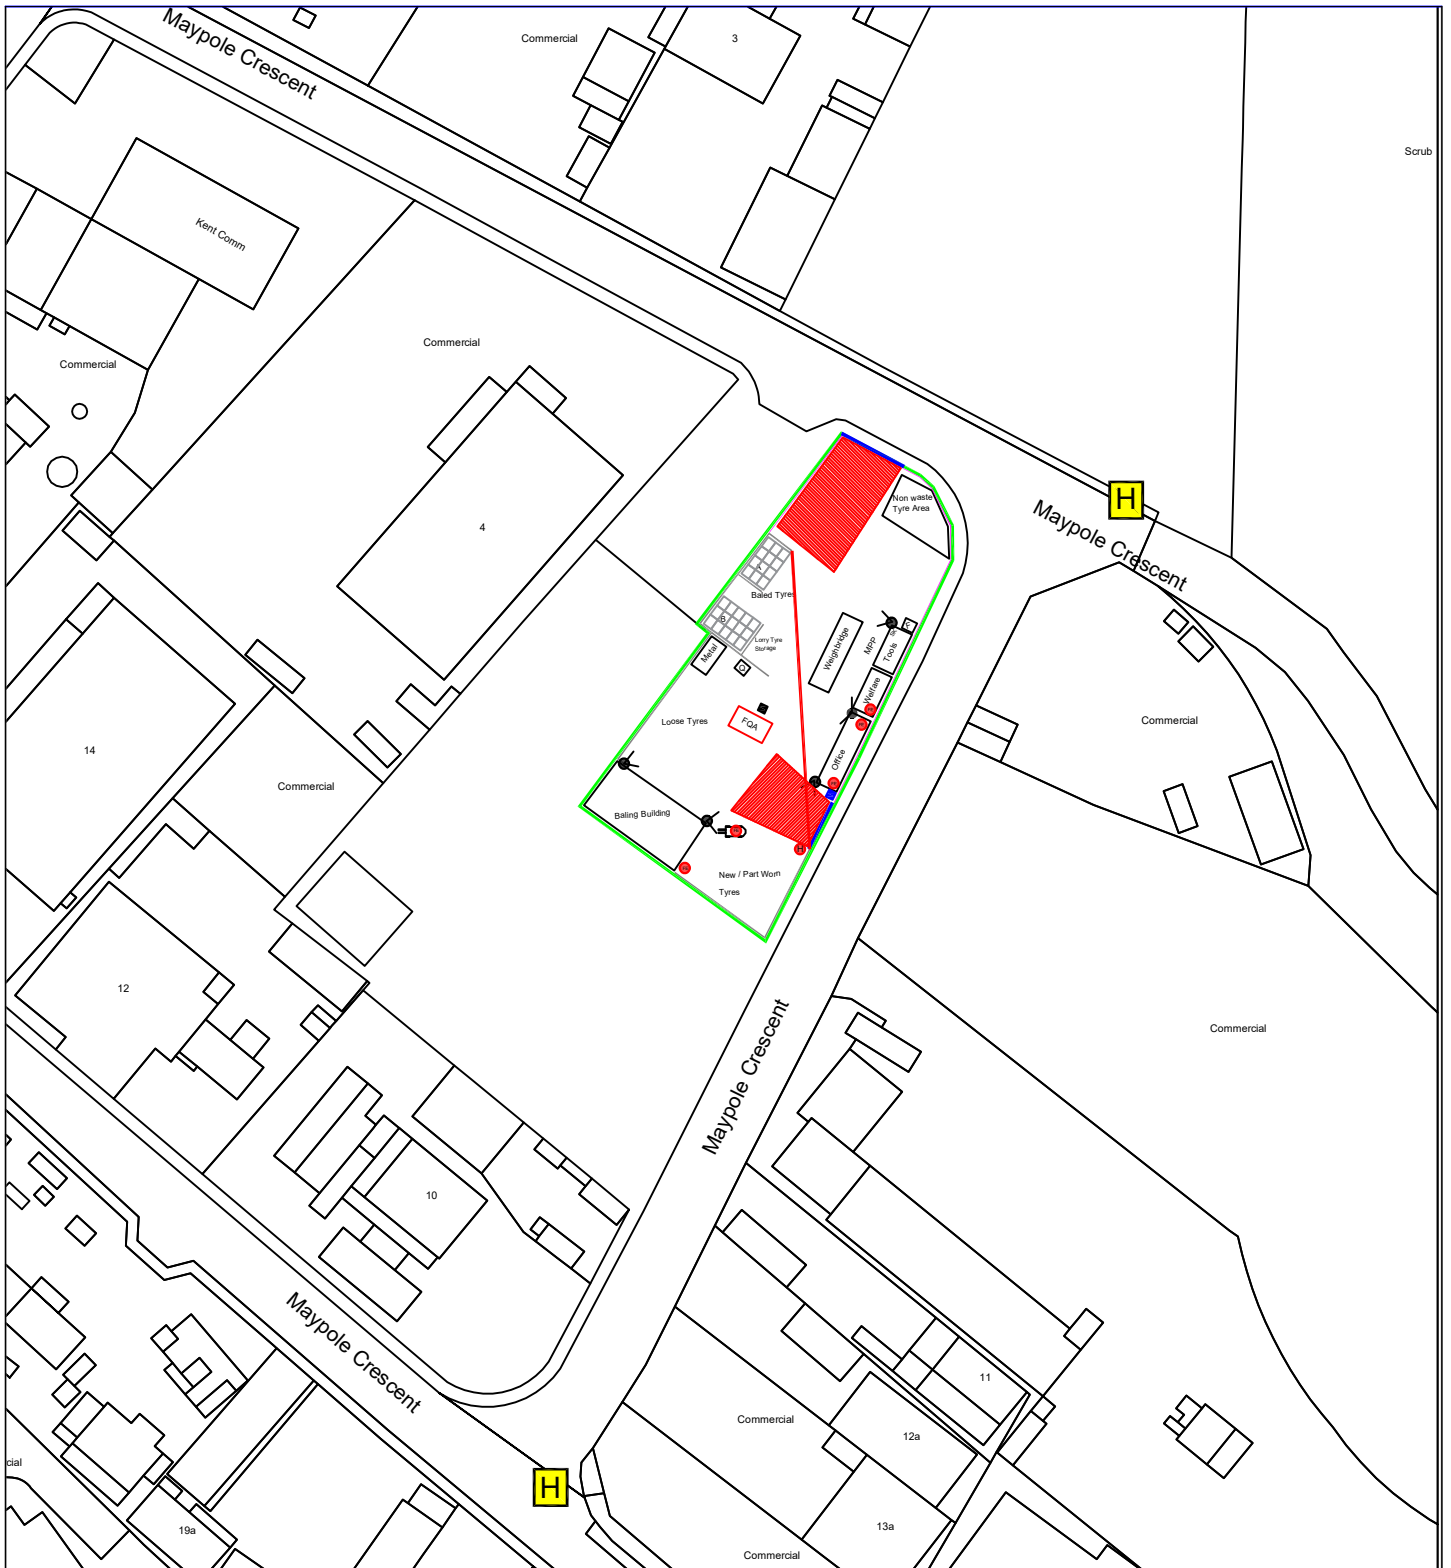 Maypole Crescent
Commercial
3
Scrub
Kent Comm
Commercial
Commercial
4
H
Maypole Crescent
Non waste
Tyre Area
A
Baled Tyres
B
Lorry Tyre
Storage
Metal
Q
Weighbridge
MPP
SK
Tools
Welfare
FQA
Loose Tyres
Office
Commercial
14
Commercial
Baling Building
H
New / Part Worn
Tyres
12
Commercial
Maypole Crescent
10
Maypole Crescent
11
Commercial
12a
cial
H
19a
13a
Commercial